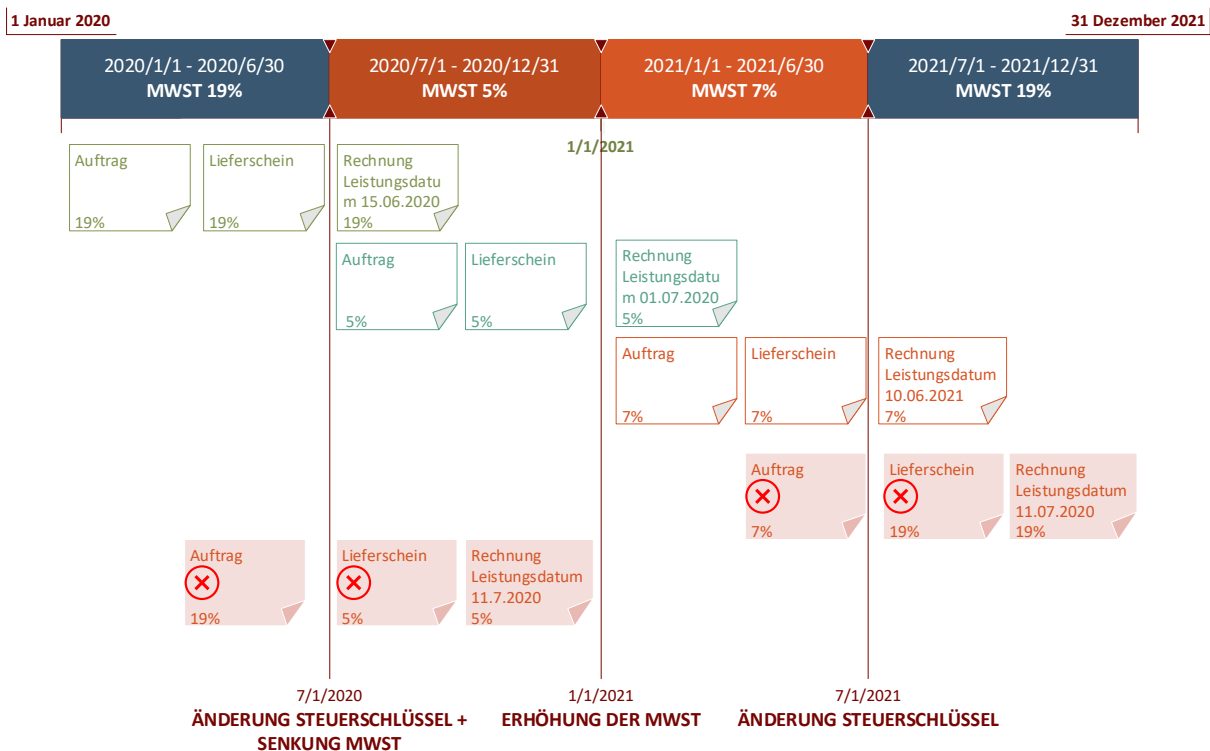 1 Januar 2020
31 Dezember 2021
2020/1/1 - 2020/6/30
MWST 19%
2020/7/1 - 2020/12/31
MWST 5%
2021/1/1 - 2021/6/30
MWST 7%
2021/7/1 - 2021/12/31
MWST 19%
1/1/2021
Auftrag
19%
Lieferschein
19%
Rechnung
Leistungsdatu
m 15.06.2020
19%
Auftrag
5%
Lieferschein
5%
Rechnung
Leistungsdatu
m 01.07.2020
5%
Auftrag
7%
Lieferschein
7%
Rechnung
Leistungsdatum
10.06.2021
7%
Auftrag
7%
Lieferschein
19%
Rechnung
Leistungsdatum
11.07.2020
19%
Auftrag
19%
Lieferschein
5%
Rechnung
Leistungsdatum
11.7.2020
5%
7/1/2020
ÄNDERUNG STEUERSCHLÜSSEL +
SENKUNG MWST
1/1/2021
ERHÖHUNG DER MWST
7/1/2021
ÄNDERUNG STEUERSCHLÜSSEL